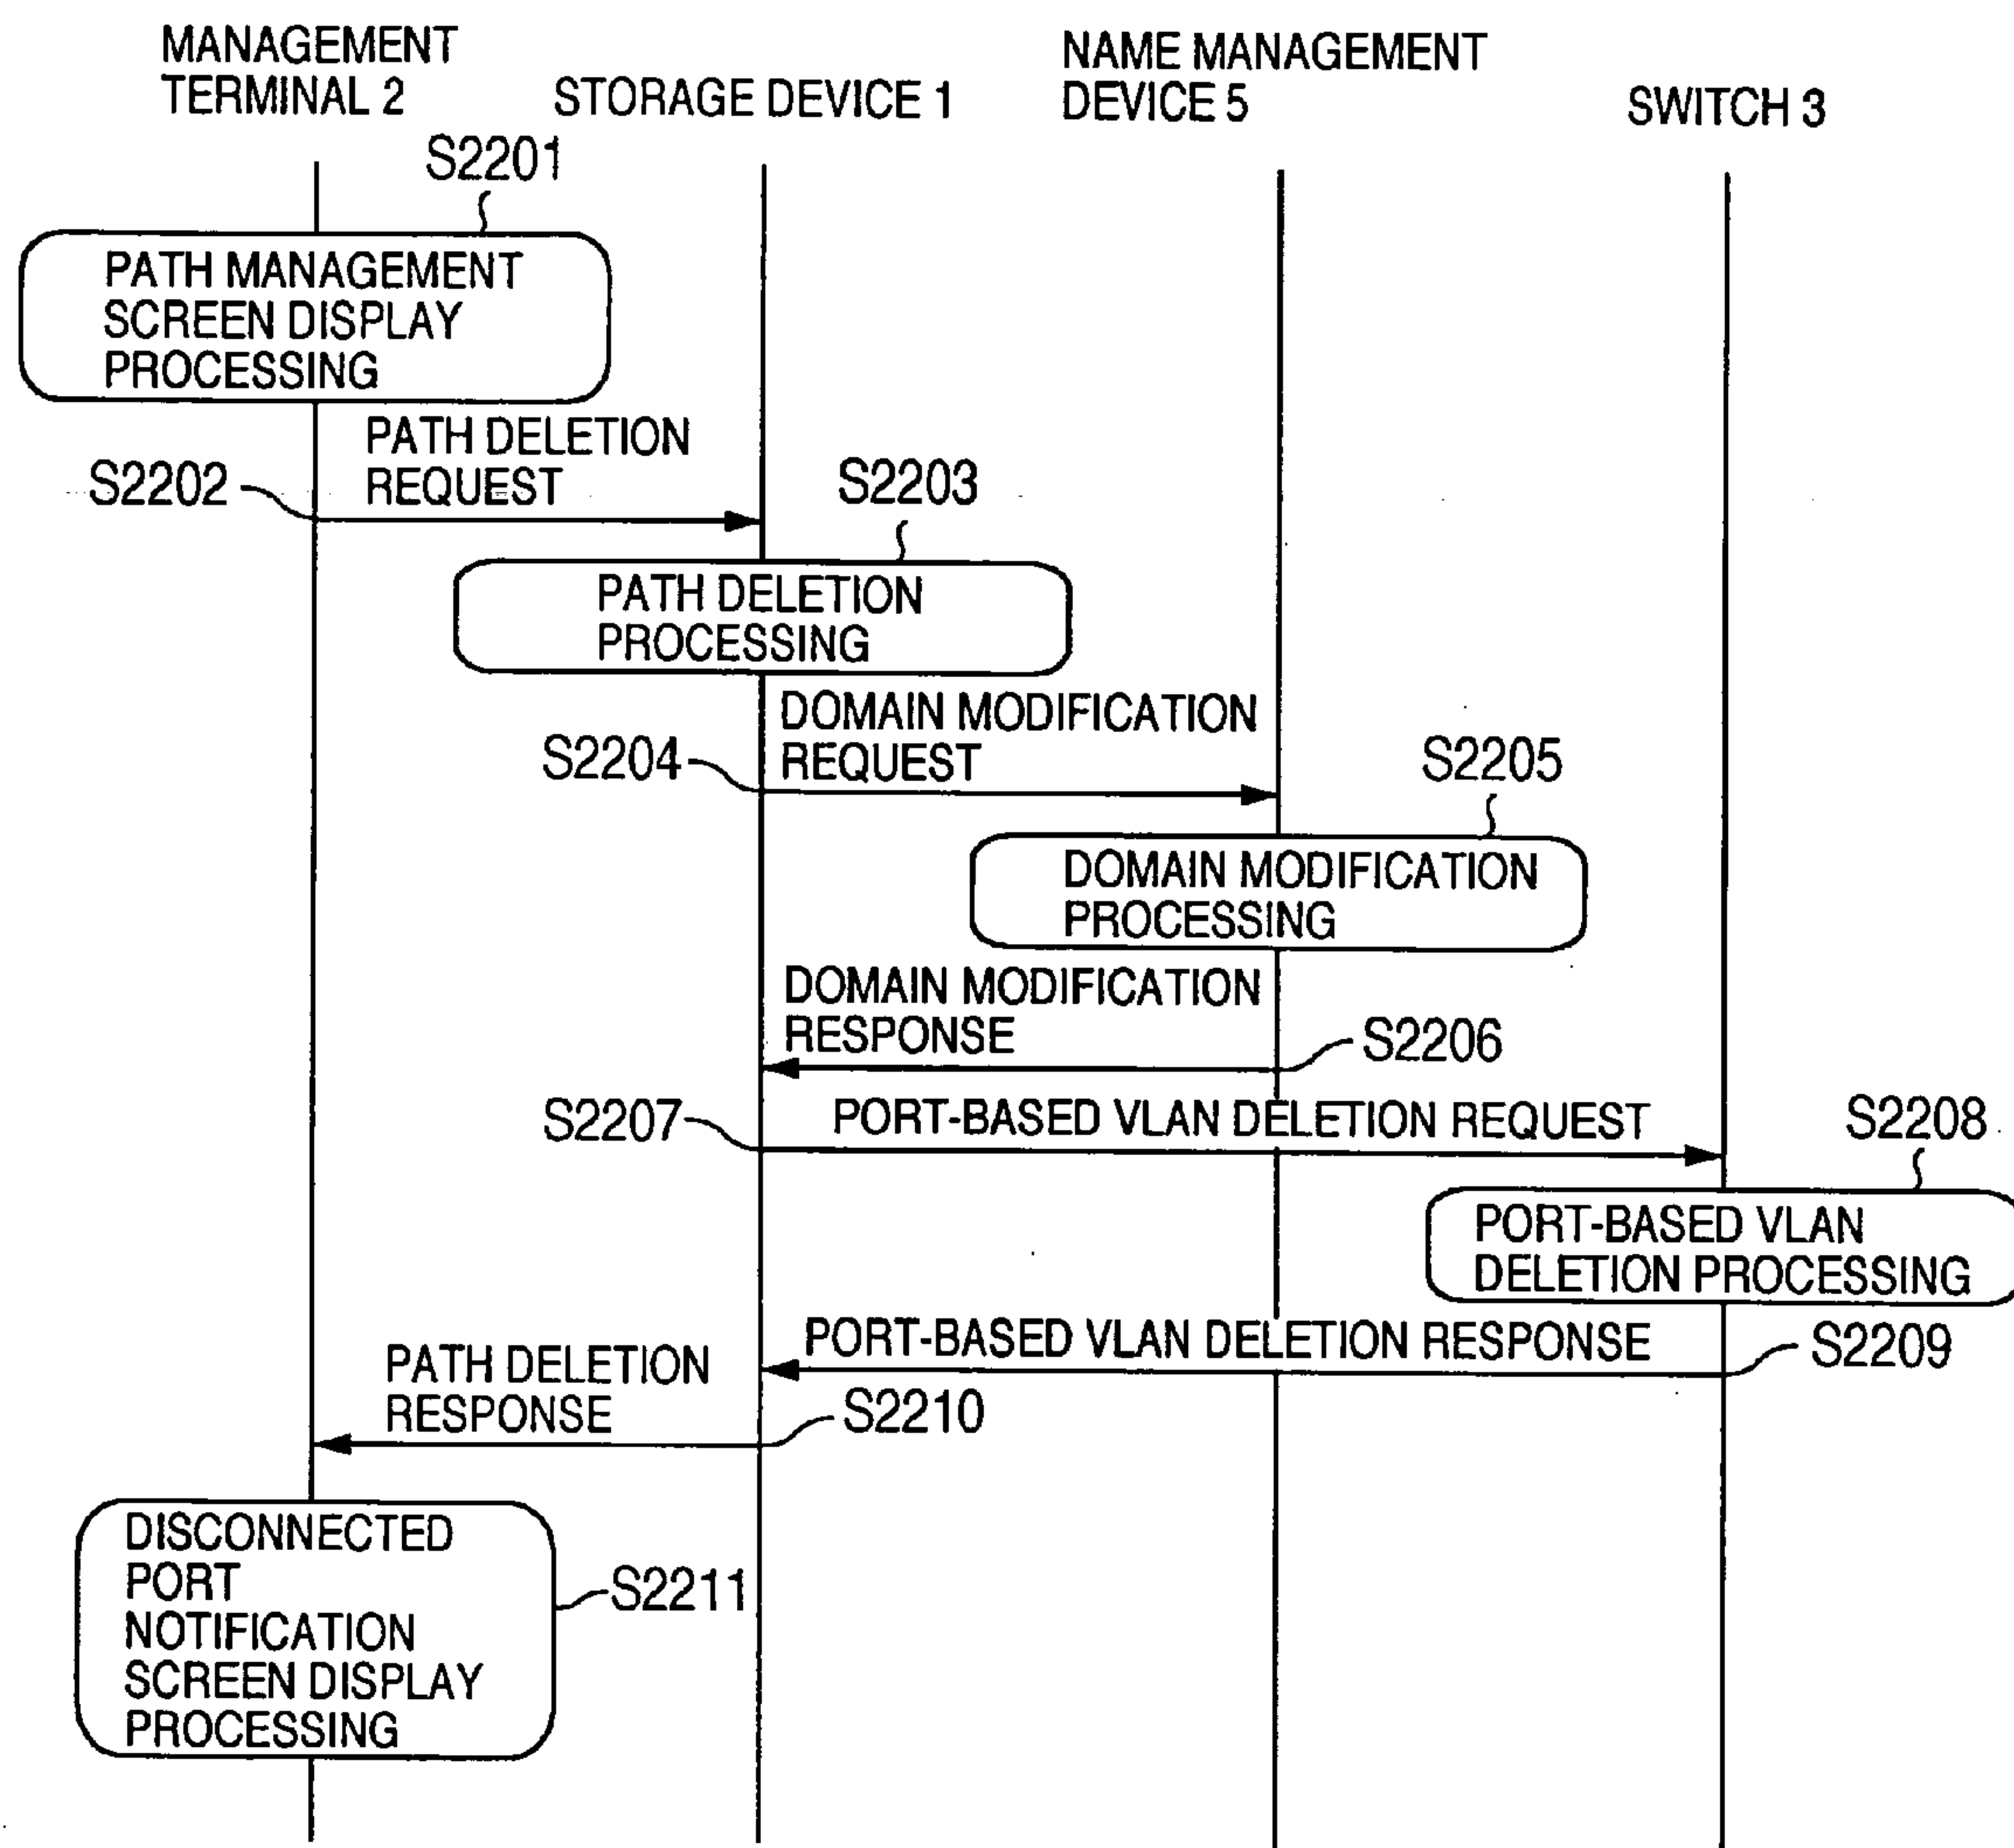 MANAGEMENT
TERMINAL 2
STORAGE DEVICE 1
NAME MANAGEMENT
DEVICE 5
SWITCH 3
S2201
PATH MANAGEMENT
SCREEN DISPLAY
PROCESSING
PATH DELETION
REQUEST
S2202
S2203
PATH DELETION
PROCESSING
DOMAIN MODIFICATION
REQUEST
S2204
S2205
DOMAIN MODIFICATION
PROCESSING
DOMAIN MODIFICATION
RESPONSE
S2206
S2207
PORT-BASED VLAN DELETION REQUEST
S2208
PORT-BASED VLAN
DELETION PROCESSING
PORT-BASED VLAN DELETION RESPONSE
S2209
PATH DELETION
RESPONSE
S2210
DISCONNECTED
PORT
NOTIFICATION
SCREEN DISPLAY
PROCESSING
S2211